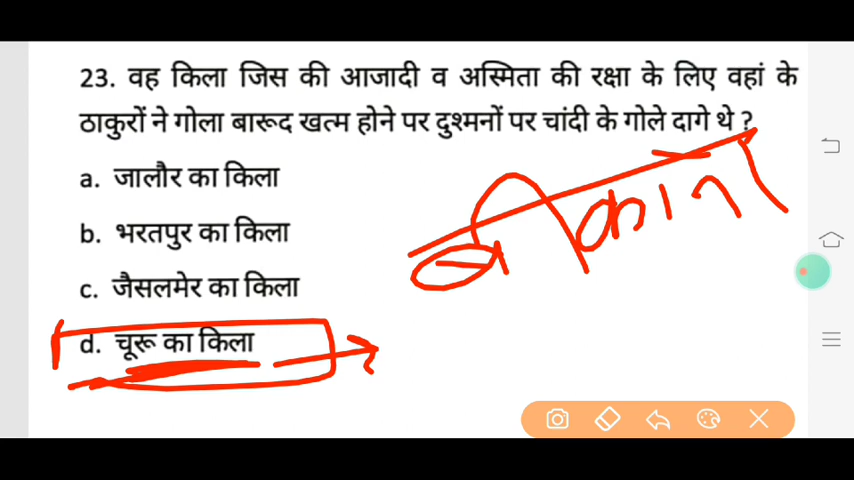 23. वह किला जिस की आजादी व अस्मिता की रक्षा के लिए वहां के
ठाकुरों ने गोला बारूद खत्म होने पर दुश्मनों पर चांदी के गोले दागे थे ?
a. जालौर का किला
b. भरतपुर का किला
c. जैसलमेर का किला
d. चूरू का किला